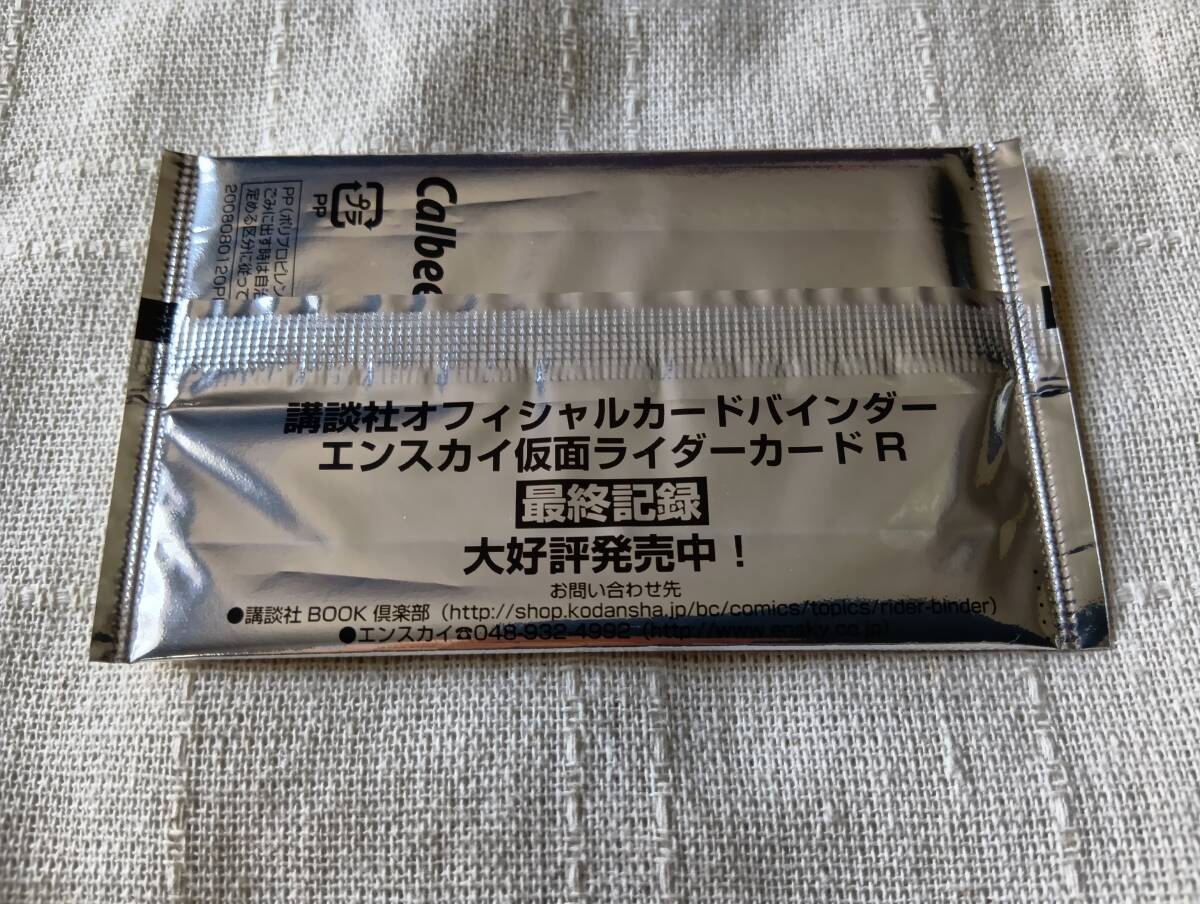 Calbee
プラ
PP
PP(ポリプロピレン
ごみに出す時は自治
定める区分に従って
200808012OP
講談社オフィシャルカードバインダー
エンスカイ仮面ライダーカード R
最終記録
大好評発売中！
お問い合わせ先
●講談社 BOOK 倶楽部（http://shop.kodansha.jp/bc/comics/topics/rider-binder）
●エンスカイ☎048-932-4992（http://www.ensky.co.jp）